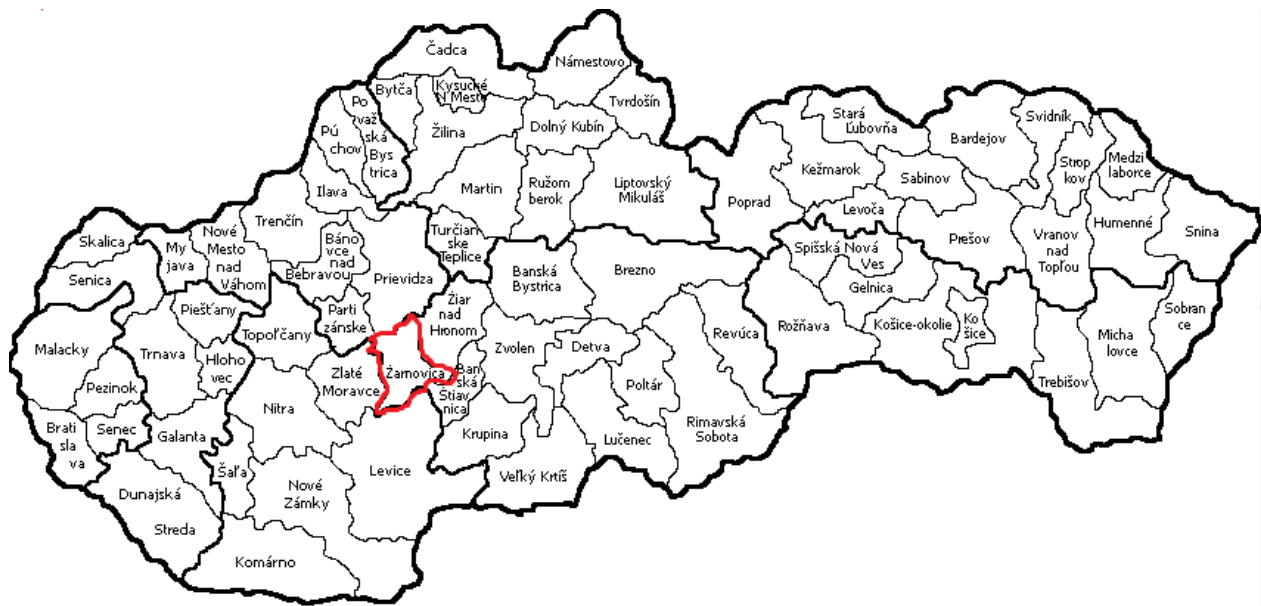 Čadca
Námestovo
Bytča
Kysucké
N Mesto
Tvrdošín
Po
važ
ská
Bys
trica
Pú
chov
Žilina
Dolný Kubín
Stará
Ľubovňa
Bardejov
Svidník
Strop
kov
Medzi
laborce
Ilava
Martin
Ružom
berok
Liptovský
Mikuláš
Poprad
Kežmarok
Sabinov
Levoča
Prešov
Vranov
nad
Topľou
Humenné
Snina
Skalica
Senica
My
java
Nové
Mesto
nad
Váhom
Trenčín
Báno
vce nad
Bebravou
Turčian
ske
Teplice
Prievidza
Banská
Bystrica
Brezno
Spišská Nová
Ves
Gelnica
Piešťany
Topoľčany
Parti
zánske
Žiar
nad
Hronom
Revúca
Rožňava
Košice-okolie
Ko
šice
Sobran
ce
Micha
lovce
Trebišov
Malacky
Pezinok
Trnava
Hloho
vec
Zlaté
Moravce
Žarnovica
Ban
ská
Štiav
nica
Zvolen
Detva
Poltár
Rimavská
Sobota
Nitra
Brati
sla
va
Senec
Galanta
Šaľa
Krupina
Lučenec
Levice
Veľký Krtíš
Nové
Zámky
Dunajská
Streda
Komárno